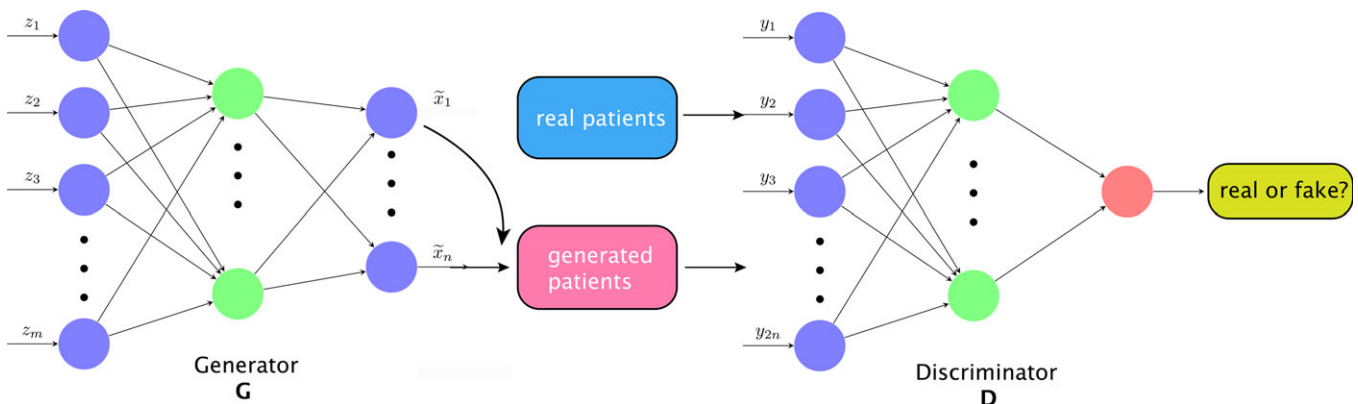 z₁
z₂
z₃
zₘ
x̃₁
x̃ₙ
Generator
G
real patients
generated
patients
y₁
y₂
y₃
y₂ₙ
Discriminator
D
real or fake?